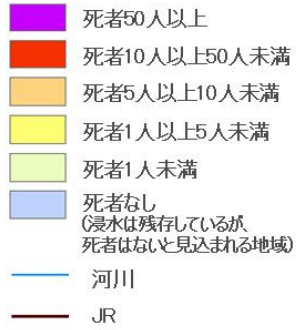 死者50人以上
死者10人以上50人未満
死者5人以上10人未満
死者1人以上5人未満
死者1人未満
死者なし
(浸水は残存しているが、
死者はないと見込まれる地域)
河川
JR